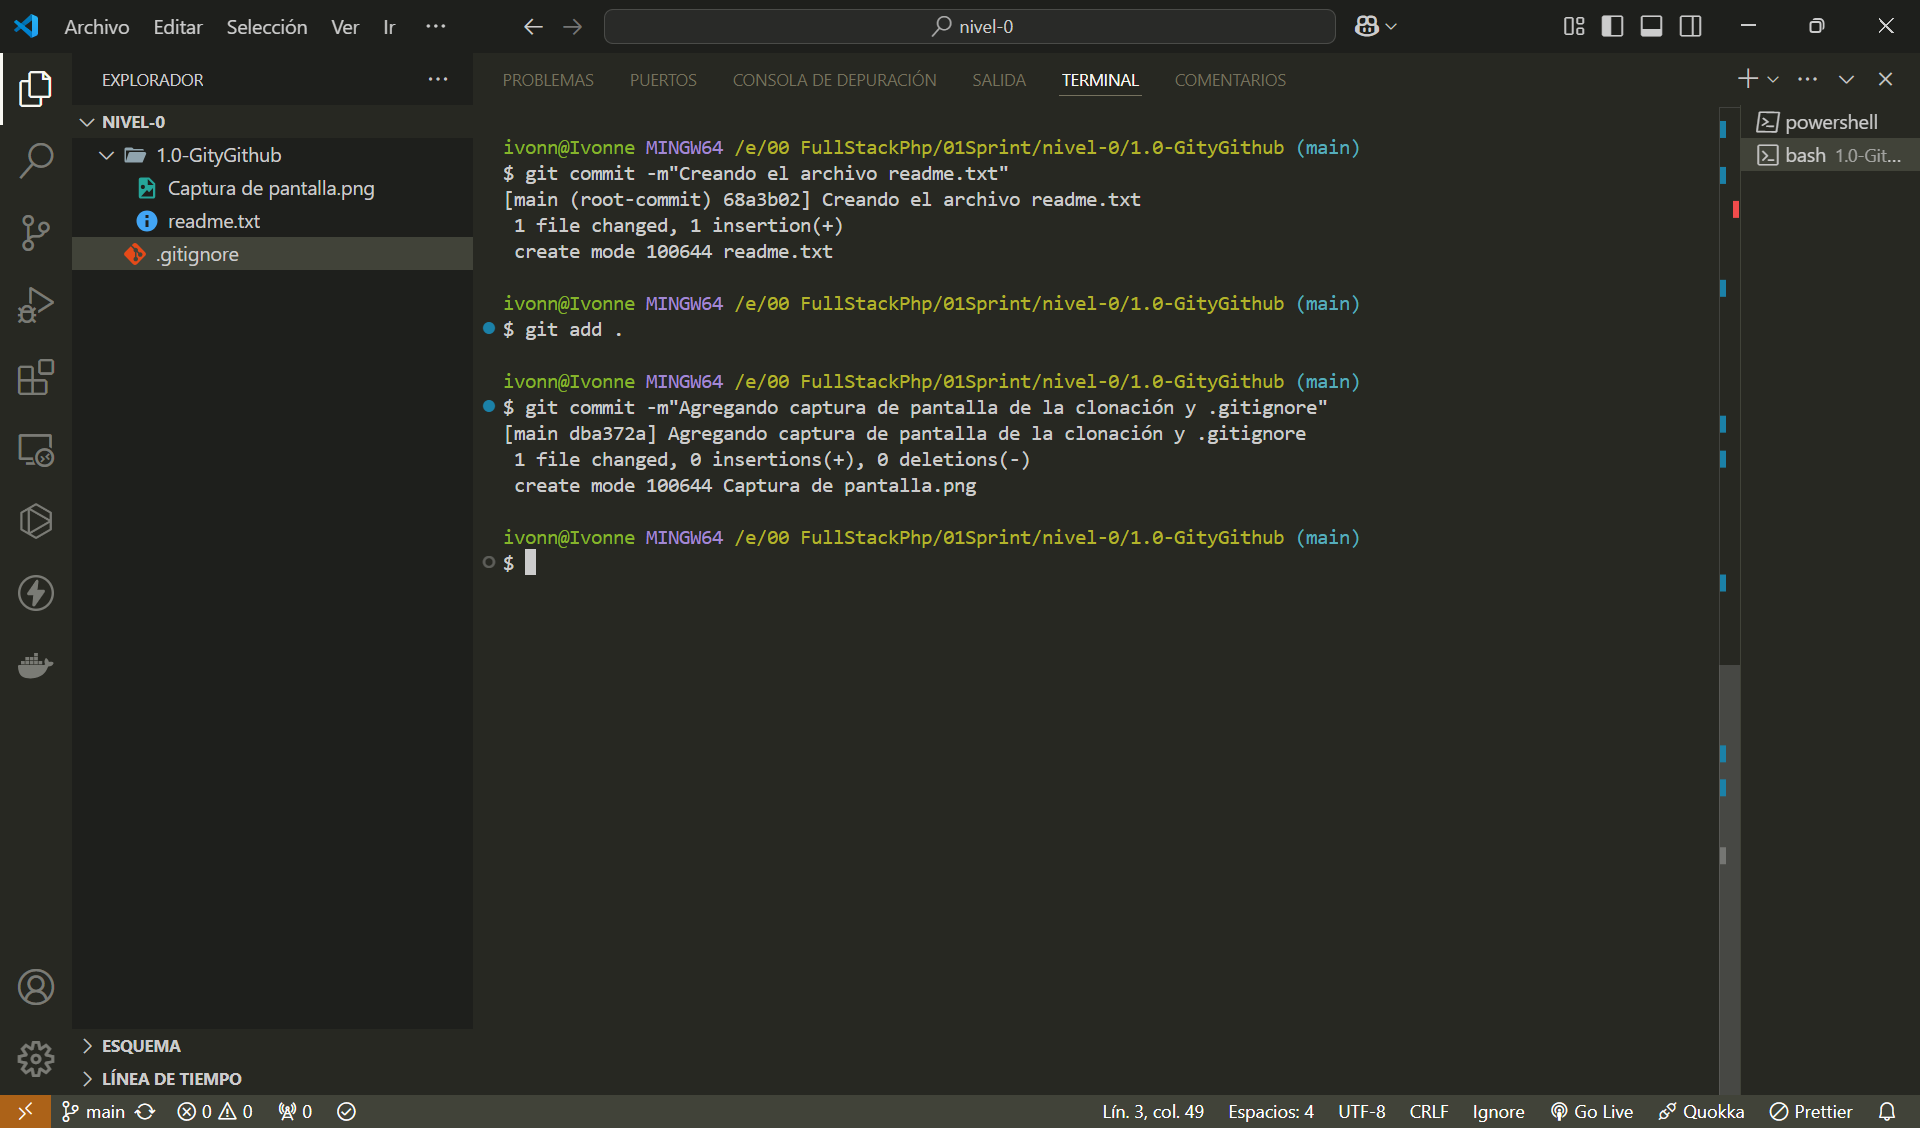 Archivo Editar Selección Ver Ir ···
nivel-0
EXPLORADOR
NIVEL-0
1.0-GityGithub
Captura de pantalla.png
readme.txt
.gitignore
ESQUEMA
LÍNEA DE TIEMPO
PROBLEMAS PUERTOS CONSOLA DE DEPURACIÓN SALIDA TERMINAL COMENTARIOS
ivonn@Ivonne MINGW64 /e/00 FullStackPhp/01Sprint/nivel-0/1.0-GityGithub (main)
$ git commit -m"Creando el archivo readme.txt"
[main (root-commit) 68a3b02] Creando el archivo readme.txt
1 file changed, 1 insertion(+)
create mode 100644 readme.txt
ivonn@Ivonne MINGW64 /e/00 FullStackPhp/01Sprint/nivel-0/1.0-GityGithub (main)
$ git add .
ivonn@Ivonne MINGW64 /e/00 FullStackPhp/01Sprint/nivel-0/1.0-GityGithub (main)
$ git commit -m"Agregando captura de pantalla de la clonación y .gitignore"
[main dba372a] Agregando captura de pantalla de la clonación y .gitignore
1 file changed, 0 insertions(+), 0 deletions(-)
create mode 100644 Captura de pantalla.png
ivonn@Ivonne MINGW64 /e/00 FullStackPhp/01Sprint/nivel-0/1.0-GityGithub (main)
$
powershell
bash 1.0-Git...
main 0 0 0 Lín. 3, col. 49 Espacios: 4 UTF-8 CRLF Ignore Go Live Quokka Prettier